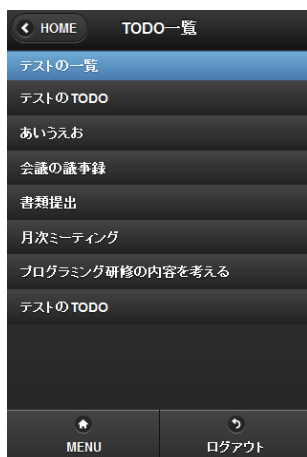 HOME TODO一覧
テストの一覧
テストのTODO
あいうえお
会議の議事録
書類提出
月次ミーティング
プログラミング研修の内容を考える
テストのTODO
MENU ログアウト